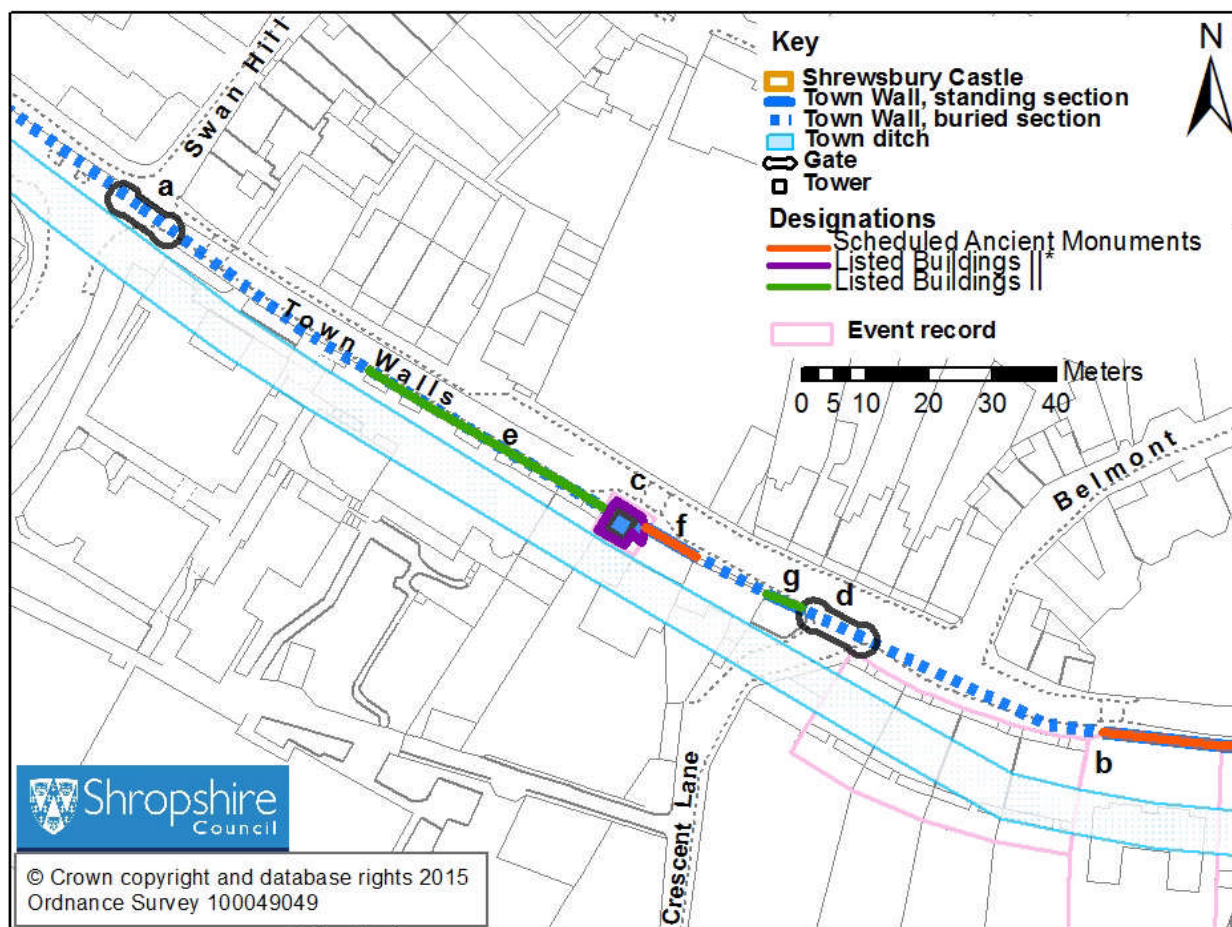 Key
Shrewsbury Castle
Town Wall, standing section
Town Wall, buried section
Town ditch
Gate
Tower
Designations
Scheduled Ancient Monuments
Listed Buildings II*
Listed Buildings II
Event record
Meters
0 5 10 20 30 40
N
Swan Hill
a
Town Walls
e
c
f
g
d
Belmont
b
Crescent Lane
Shropshire
Council
© Crown copyright and database rights 2015
Ordnance Survey 100049049